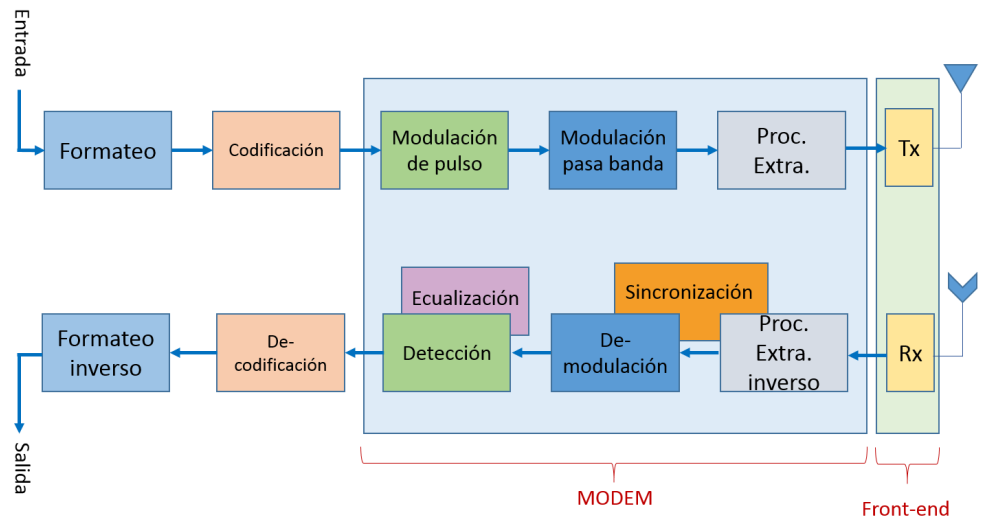 Entrada
Formateo
Codificación
Modulación
de pulso
Modulación
pasa banda
Proc.
Extra.
Tx
Ecualización
Sincronización
Formateo
inverso
De-
codificación
Detección
De-
modulación
Proc.
Extra.
inverso
Rx
Salida
MODEM
Front-end